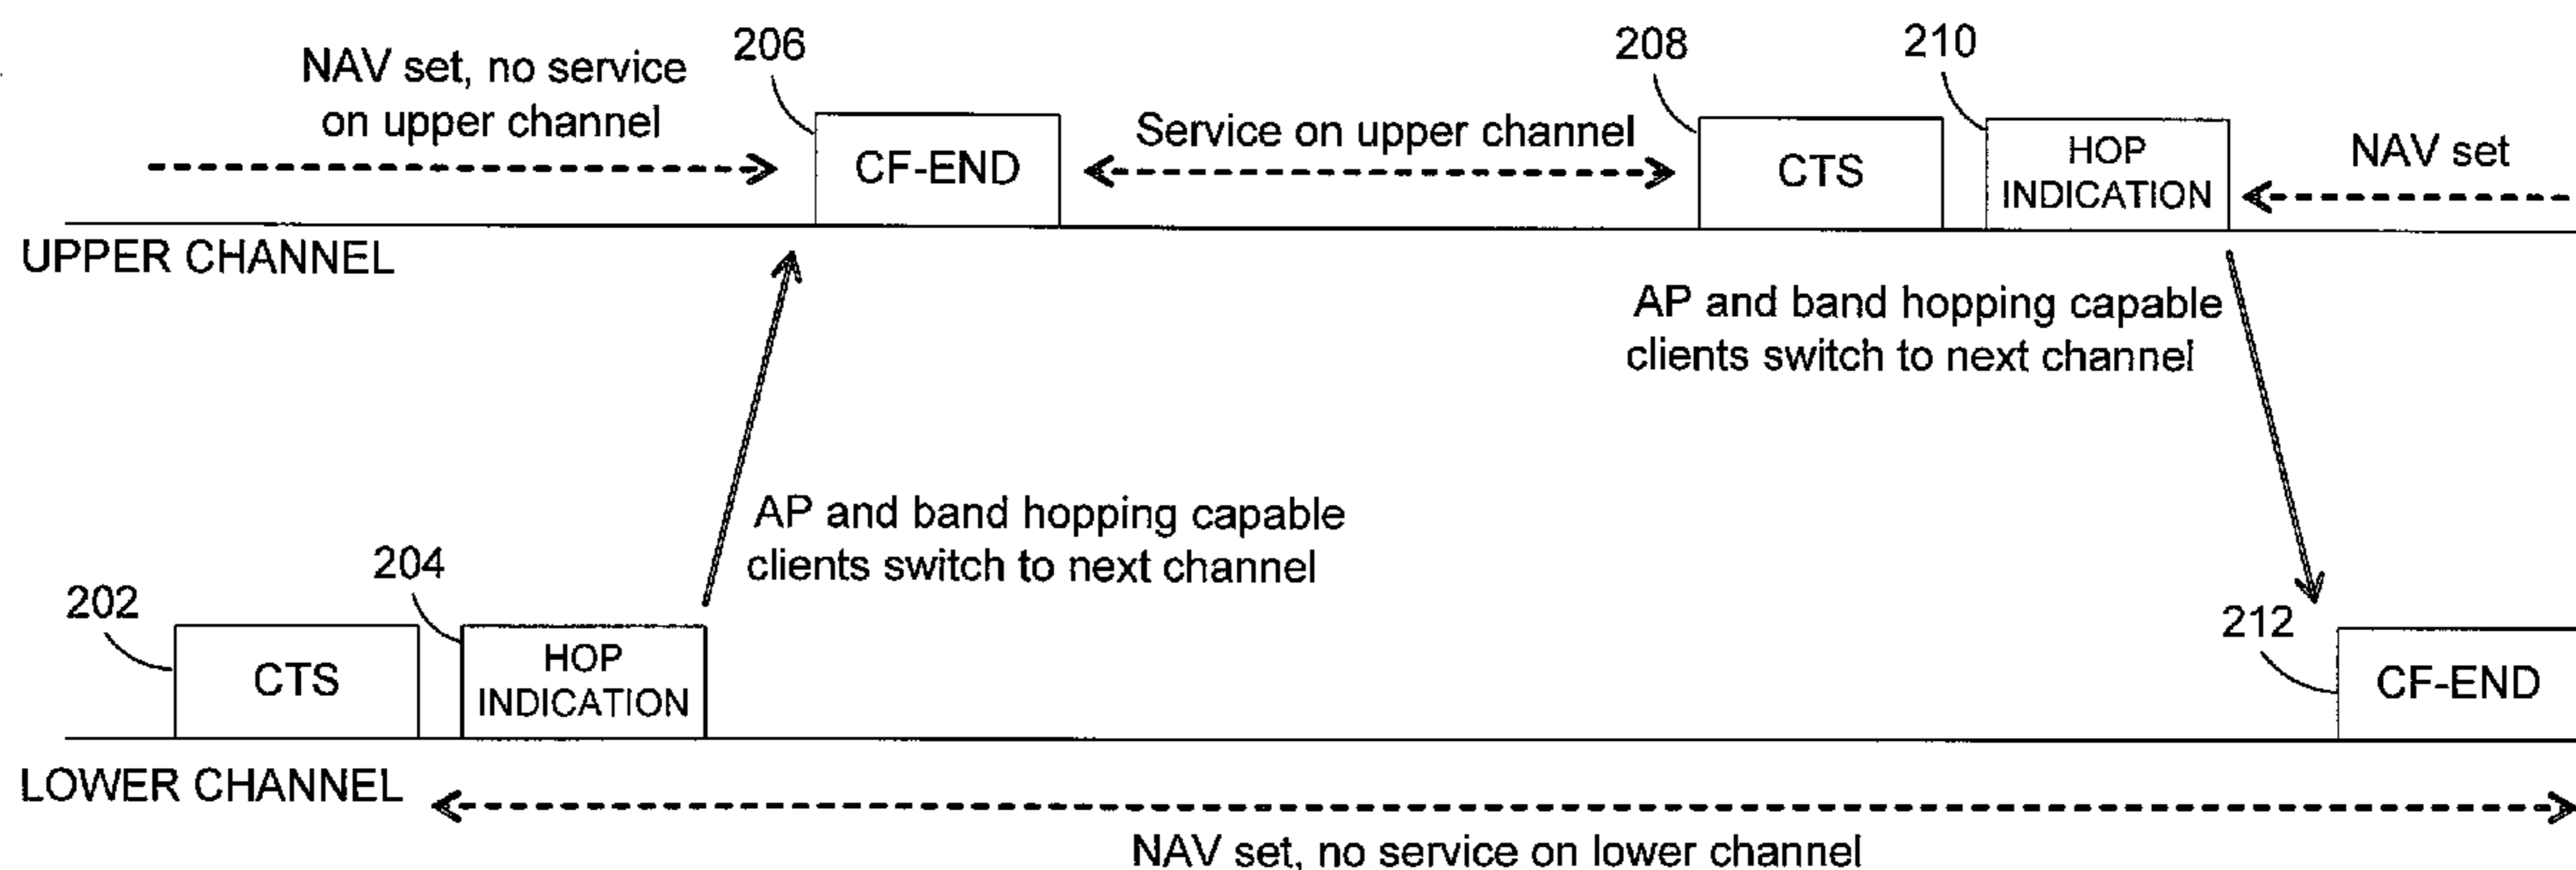 206
208
210
NAV set, no service
on upper channel
CF-END
Service on upper channel
CTS
HOP
INDICATION
NAV set
UPPER CHANNEL
AP and band hopping capable
clients switch to next channel
AP and band hopping capable
clients switch to next channel
202
204
212
CTS
HOP
INDICATION
CF-END
LOWER CHANNEL
NAV set, no service on lower channel